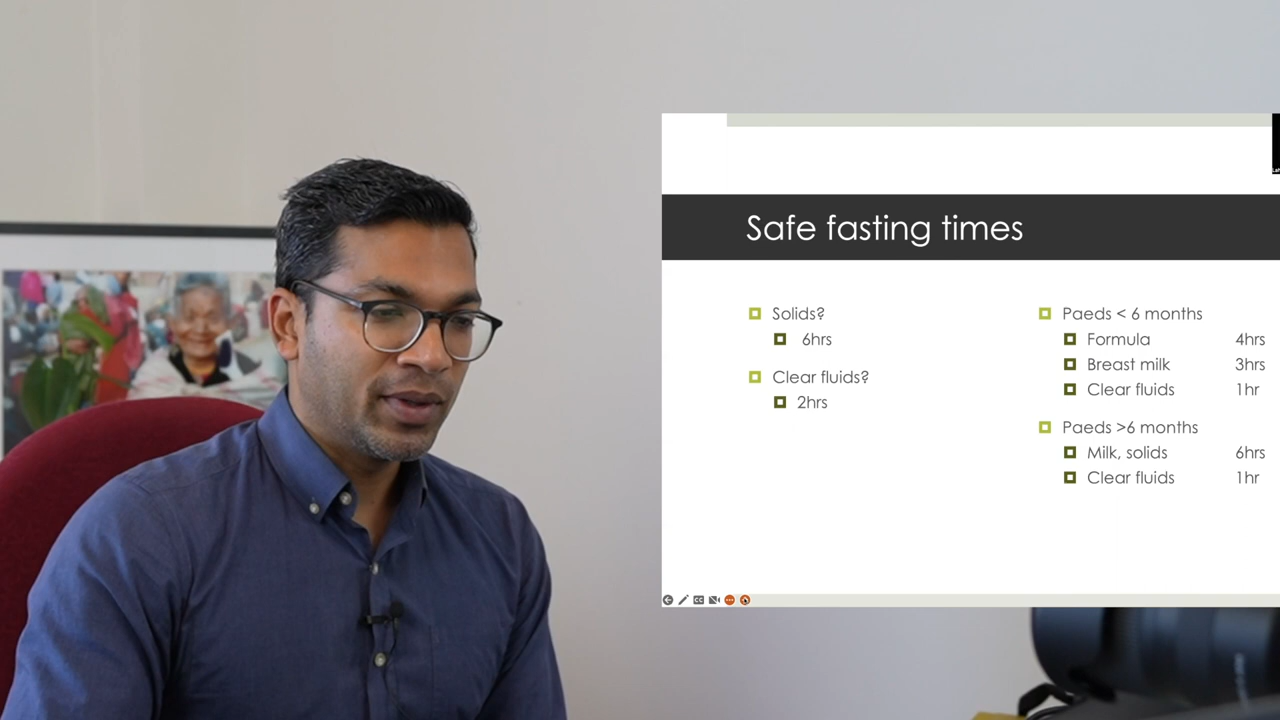 Safe fasting times
Solids?
6hrs
Clear fluids?
2hrs
Paeds < 6 months
Formula 4hrs
Breast milk 3hrs
Clear fluids 1hr
Paeds >6 months
Milk, solids 6hrs
Clear fluids 1hr